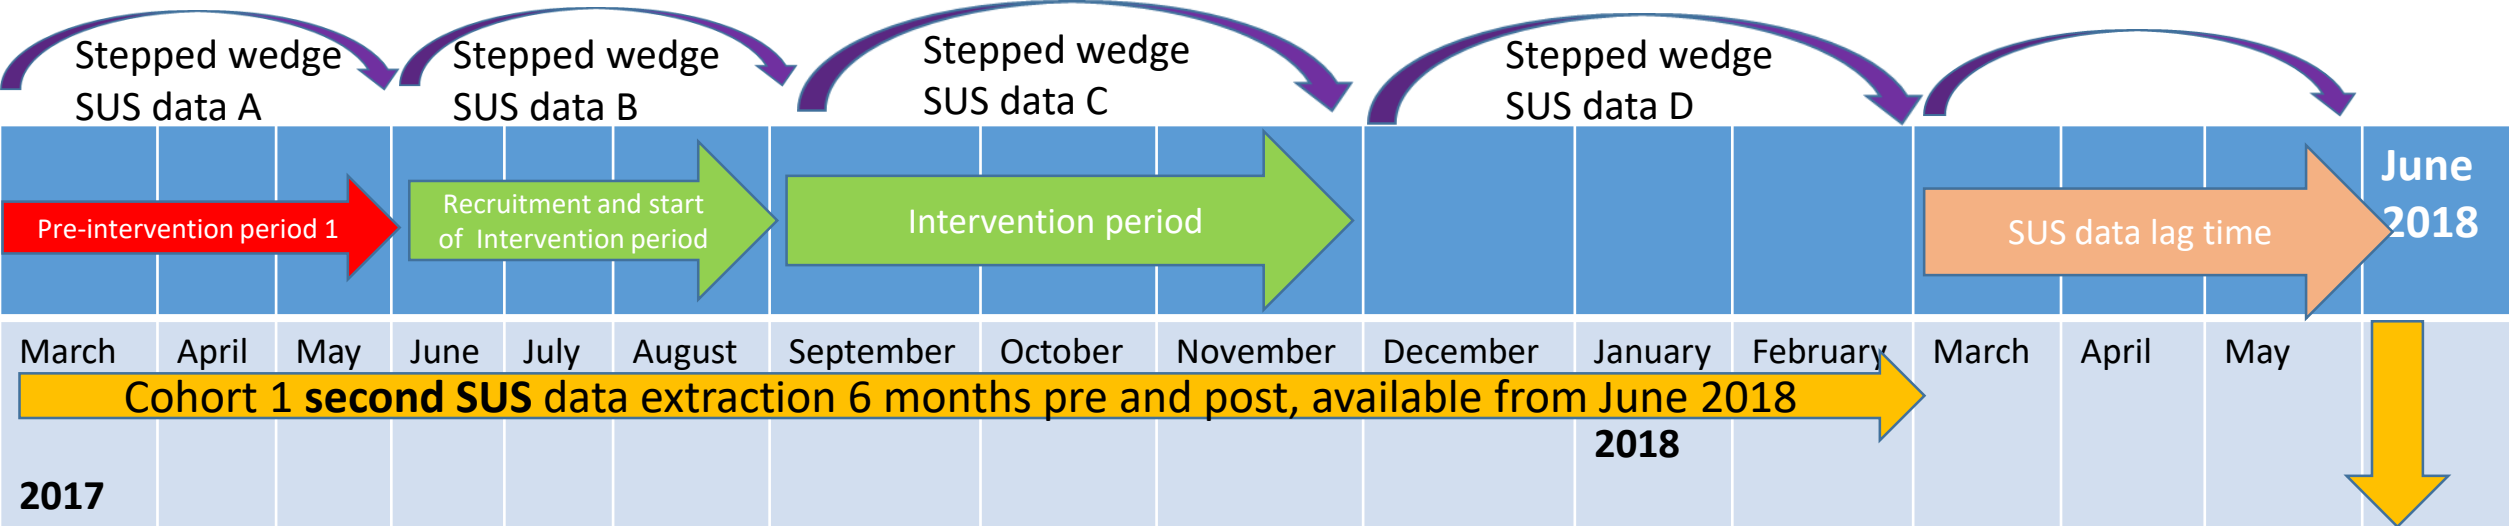 Stepped wedge
SUS data A
Stepped wedge
SUS data B
Stepped wedge
SUS data C
Stepped wedge
SUS data D
Pre-intervention period 1
Recruitment and start
of Intervention period
Intervention period
SUS data lag time
June
2018
March April May June July August September October November December January February March April May
Cohort 1 second SUS data extraction 6 months pre and post, available from June 2018
2018
2017